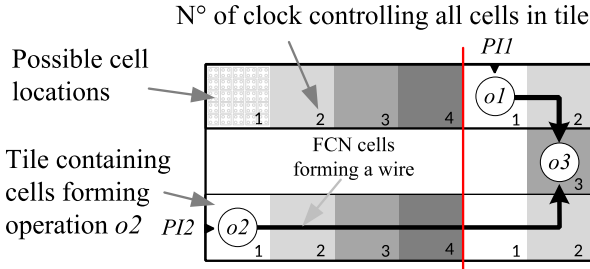 N° of clock controlling all cells in tile
Possible cell
locations
PI1
o1
1 2 3 4 1 2
FCN cells
forming a wire
o3
3
Tile containing
cells forming
operation o2
PI2
o2
1 2 3 4 1 2